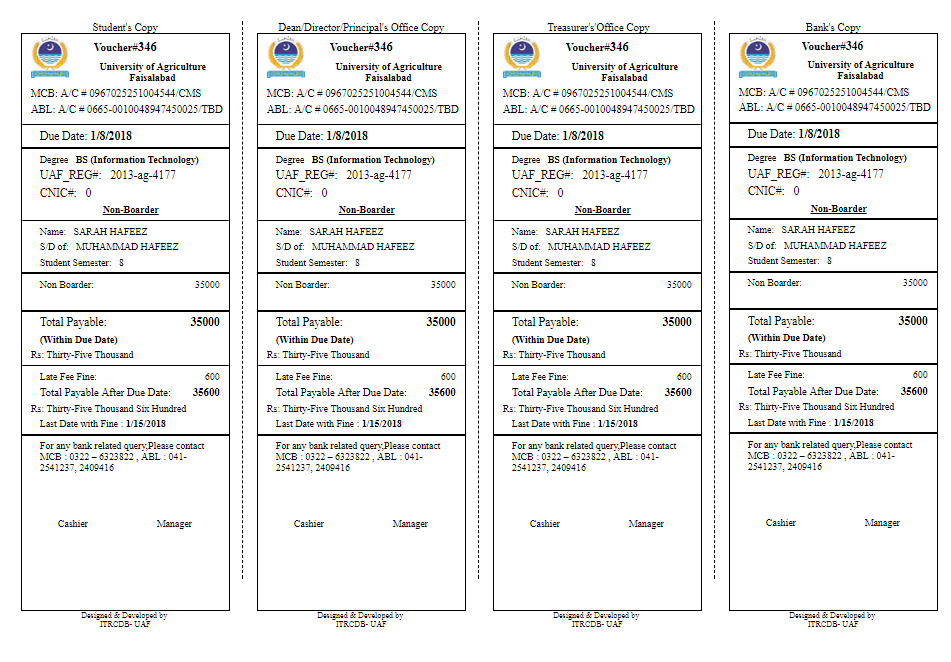 Student's Copy
Voucher#346
University of Agriculture
Faisalabad
MCB: A/C # 0967025251004544/CMS
ABL: A/C # 0665-0010048947450025/TBD
Due Date: 1/8/2018
Degree BS (Information Technology)
UAF_REG#: 2013-ag-4177
CNIC#: 0
Non-Boarder
Name: SARAH HAFEEZ
S/D of: MUHAMMAD HAFEEZ
Student Semester: 8
Non Boarder: 35000
Total Payable: 35000
(Within Due Date)
Rs: Thirty-Five Thousand
Late Fee Fine: 600
Total Payable After Due Date: 35600
Rs: Thirty-Five Thousand Six Hundred
Last Date with Fine : 1/15/2018
For any bank related query,Please contact
MCB : 0322 – 6323822 , ABL : 041-
2541237, 2409416
Cashier Manager
Designed & Developed by
ITRCDB- UAF
Dean/Director/Principal's Office Copy
Voucher#346
University of Agriculture
Faisalabad
MCB: A/C # 0967025251004544/CMS
ABL: A/C # 0665-0010048947450025/TBD
Due Date: 1/8/2018
Degree BS (Information Technology)
UAF_REG#: 2013-ag-4177
CNIC#: 0
Non-Boarder
Name: SARAH HAFEEZ
S/D of: MUHAMMAD HAFEEZ
Student Semester: 8
Non Boarder: 35000
Total Payable: 35000
(Within Due Date)
Rs: Thirty-Five Thousand
Late Fee Fine: 600
Total Payable After Due Date: 35600
Rs: Thirty-Five Thousand Six Hundred
Last Date with Fine : 1/15/2018
For any bank related query,Please contact
MCB : 0322 – 6323822 , ABL : 041-
2541237, 2409416
Cashier Manager
Designed & Developed by
ITRCDB- UAF
Treasurer's'Office Copy
Voucher#346
University of Agriculture
Faisalabad
MCB: A/C # 0967025251004544/CMS
ABL: A/C # 0665-0010048947450025/TBD
Due Date: 1/8/2018
Degree BS (Information Technology)
UAF_REG#: 2013-ag-4177
CNIC#: 0
Non-Boarder
Name: SARAH HAFEEZ
S/D of: MUHAMMAD HAFEEZ
Student Semester: 8
Non Boarder: 35000
Total Payable: 35000
(Within Due Date)
Rs: Thirty-Five Thousand
Late Fee Fine: 600
Total Payable After Due Date: 35600
Rs: Thirty-Five Thousand Six Hundred
Last Date with Fine : 1/15/2018
For any bank related query,Please contact
MCB : 0322 – 6323822 , ABL : 041-
2541237, 2409416
Cashier Manager
Designed & Developed by
ITRCDB- UAF
Bank's Copy
Voucher#346
University of Agriculture
Faisalabad
MCB: A/C # 0967025251004544/CMS
ABL: A/C # 0665-0010048947450025/TBD
Due Date: 1/8/2018
Degree BS (Information Technology)
UAF_REG#: 2013-ag-4177
CNIC#: 0
Non-Boarder
Name: SARAH HAFEEZ
S/D of: MUHAMMAD HAFEEZ
Student Semester: 8
Non Boarder: 35000
Total Payable: 35000
(Within Due Date)
Rs: Thirty-Five Thousand
Late Fee Fine: 600
Total Payable After Due Date: 35600
Rs: Thirty-Five Thousand Six Hundred
Last Date with Fine : 1/15/2018
For any bank related query,Please contact
MCB : 0322 – 6323822 , ABL : 041-
2541237, 2409416
Cashier Manager
Designed & Developed by
ITRCDB- UAF